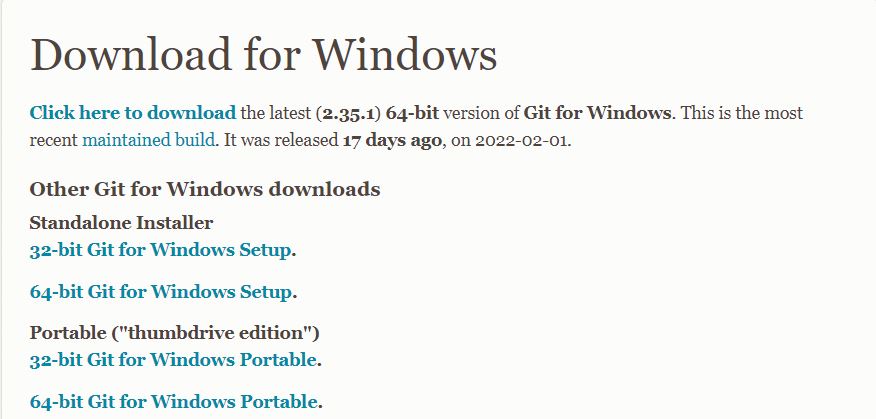 Download for Windows
Click here to download the latest (2.35.1) 64-bit version of Git for Windows. This is the most
recent maintained build. It was released 17 days ago, on 2022-02-01.
Other Git for Windows downloads
Standalone Installer
32-bit Git for Windows Setup.
64-bit Git for Windows Setup.
Portable ("thumbdrive edition")
32-bit Git for Windows Portable.
64-bit Git for Windows Portable.